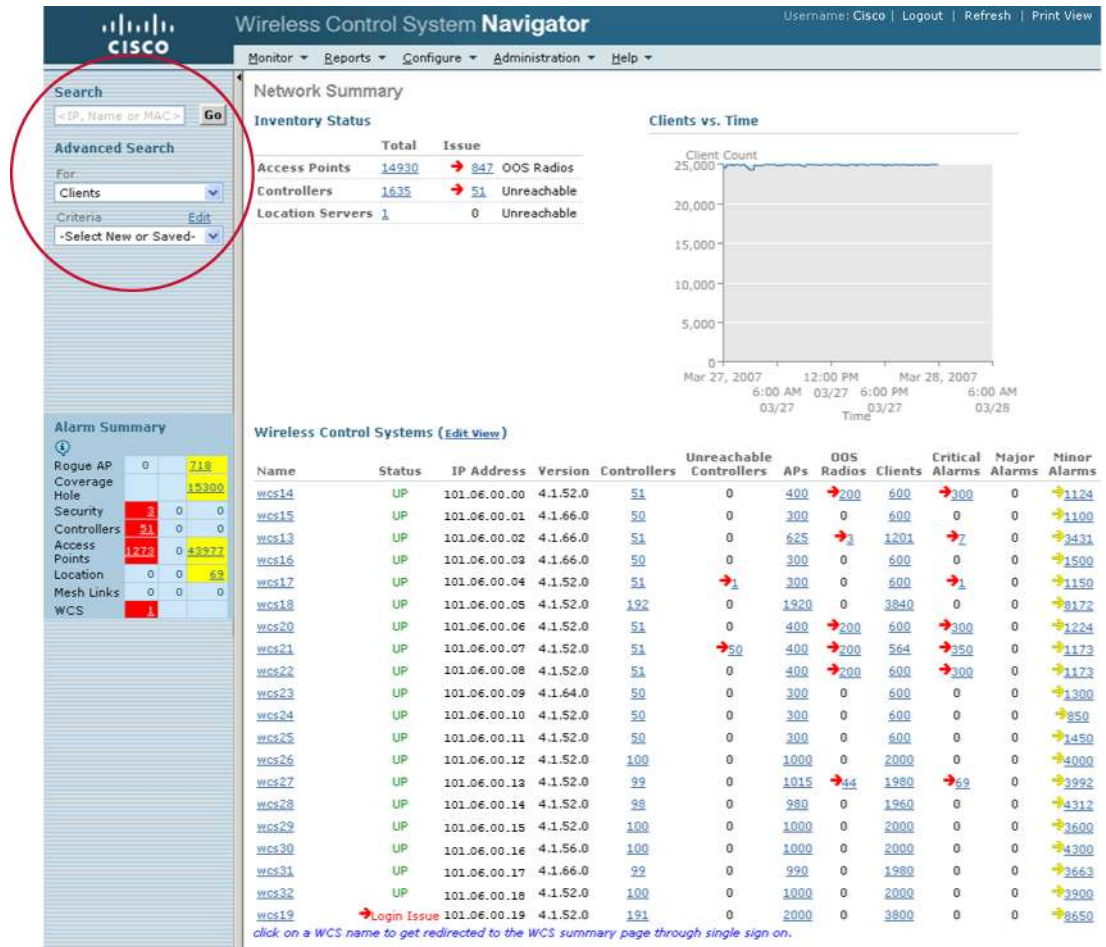 CISCO
Wireless Control System Navigator
Username: Cisco | Logout | Refresh | Print View
Monitor Reports Configure Administration Help
Search
<IP, Name or MAC> Go
Advanced Search
For
Clients
Criteria Edit
-Select New or Saved-
Network Summary
Inventory Status
Total Issue
Access Points 14930 847 OOS Radios
Controllers 1635 51 Unreachable
Location Servers 1 0 Unreachable
Clients vs. Time
Client Count
25,000
20,000
15,000
10,000
5,000
0
Mar 27, 2007 12:00 PM Mar 28, 2007
6:00 AM 03/27 6:00 PM 6:00 AM
03/27 03/27 03/28
Time
Alarm Summary
Rogue AP 0 718
Coverage Hole 15300
Security 3 0 0
Controllers 51 0 0
Access Points 1273 0 43977
Location 0 0 69
Mesh Links 0 0 0
WCS 1
Wireless Control Systems (Edit View)
Name Status IP Address Version Controllers Unreachable Controllers APs OOS Radios Clients Critical Alarms Major Alarms Minor Alarms
wcs14 UP 101.06.00.00 4.1.52.0 51 0 400 200 600 300 0 1124
wcs15 UP 101.06.00.01 4.1.66.0 50 0 300 0 600 0 0 1100
wcs13 UP 101.06.00.02 4.1.66.0 51 0 625 3 1201 7 0 3431
wcs16 UP 101.06.00.03 4.1.66.0 50 0 300 0 600 0 0 1500
wcs17 UP 101.06.00.04 4.1.52.0 51 1 300 0 600 1 0 1150
wcs18 UP 101.06.00.05 4.1.52.0 192 0 1920 0 3840 0 0 8172
wcs20 UP 101.06.00.06 4.1.52.0 51 0 400 200 600 300 0 1224
wcs21 UP 101.06.00.07 4.1.52.0 51 50 400 200 564 350 0 1173
wcs22 UP 101.06.00.08 4.1.52.0 51 0 400 200 600 300 0 1173
wcs23 UP 101.06.00.09 4.1.64.0 50 0 300 0 600 0 0 1300
wcs24 UP 101.06.00.10 4.1.52.0 50 0 300 0 600 0 0 850
wcs25 UP 101.06.00.11 4.1.52.0 50 0 300 0 600 0 0 1450
wcs26 UP 101.06.00.12 4.1.52.0 100 0 1000 0 2000 0 0 4000
wcs27 UP 101.06.00.13 4.1.52.0 99 0 1015 44 1980 69 0 3992
wcs28 UP 101.06.00.14 4.1.52.0 98 0 980 0 1960 0 0 4312
wcs29 UP 101.06.00.15 4.1.52.0 100 0 1000 0 2000 0 0 3600
wcs30 UP 101.06.00.16 4.1.56.0 100 0 1000 0 2000 0 0 4300
wcs31 UP 101.06.00.17 4.1.66.0 99 0 990 0 1980 0 0 3663
wcs32 UP 101.06.00.18 4.1.52.0 100 0 1000 0 2000 0 0 3900
wcs19 Login Issue 101.06.00.19 4.1.52.0 191 0 2000 0 3800 0 0 8650
click on a WCS name to get redirected to the WCS summary page through single sign on.